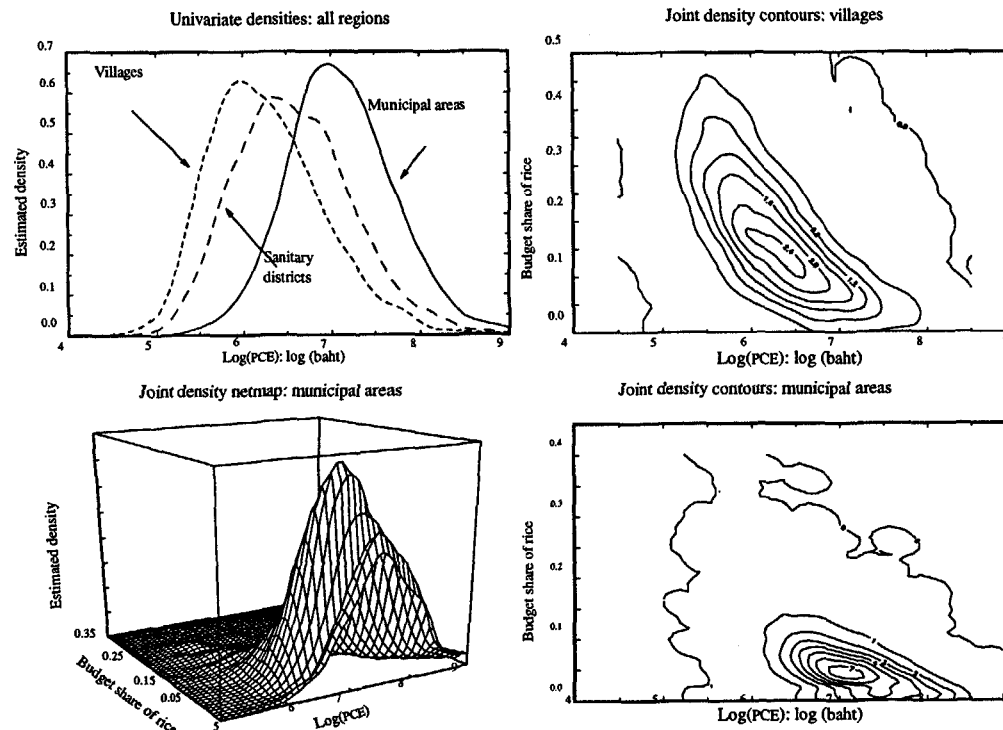 Univariate densities: all regions
0.7
0.6
0.5
0.4
0.3
0.2
0.1
0.0
Estimated density
Villages
Municipal areas
Sanitary
districts
4 5 6 7 8 9
Log(PCE): log (baht)
Joint density contours: villages
0.5
0.4
0.3
0.2
0.1
0.0
Budget share of rice
4 5 6 7 8
Log(PCE): log (baht)
Joint density netmap: municipal areas
Estimated density
0.35
0.25
0.15
0.05
Budget share of rice
5 6 7 8 9
Log(PCE)
Joint density contours: municipal areas
0.4
0.3
0.2
0.1
0.0
Budget share of rice
4 5 6 7 8
Log(PCE): log (baht)